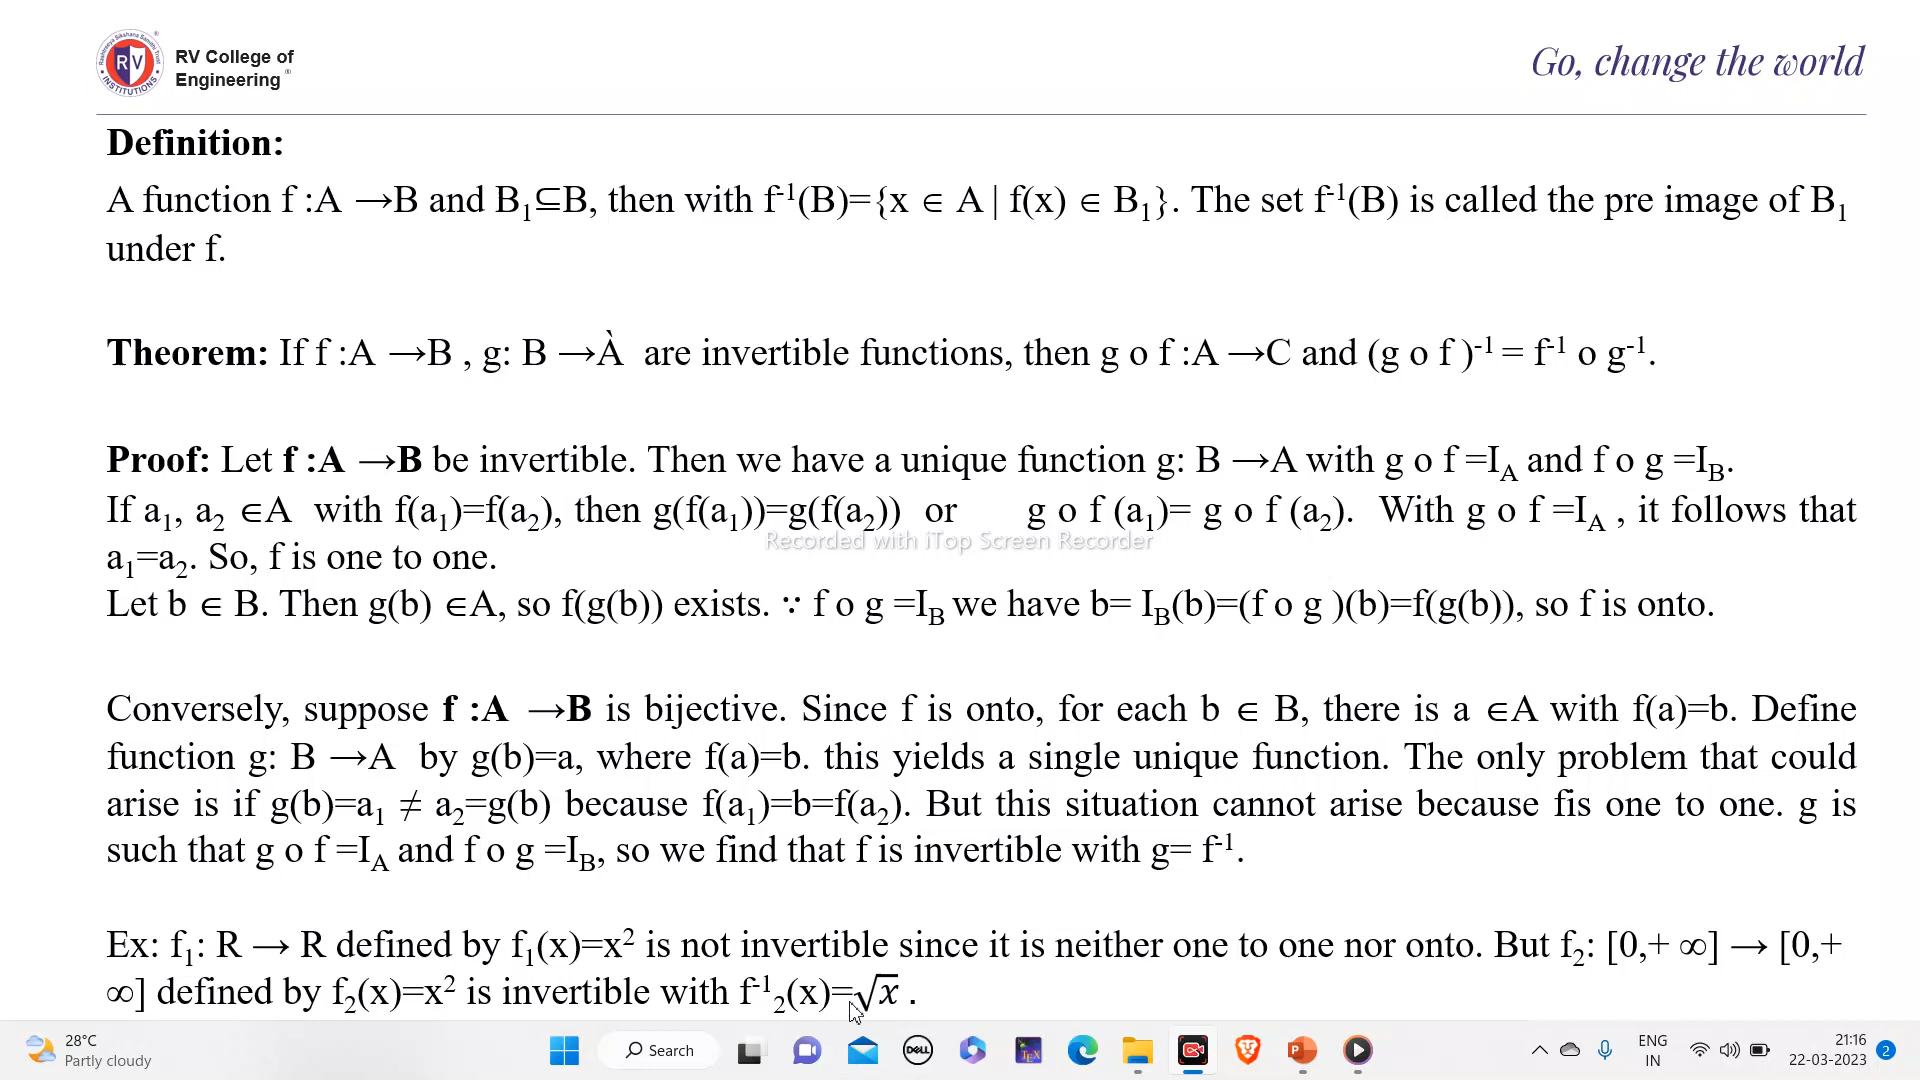 RV College of
Engineering
Go, change the world
Definition:
A function f :A →B and B₁⊆B, then with f⁻¹(B)={x ∈ A | f(x) ∈ B₁}. The set f⁻¹(B) is called the pre image of B₁
under f.
Theorem: If f :A →B , g: B →À are invertible functions, then g o f :A →C and (g o f )⁻¹ = f⁻¹ o g⁻¹.
Proof: Let f :A →B be invertible. Then we have a unique function g: B →A with g o f =I_A and f o g =I_B.
If a₁, a₂ ∈A with f(a₁)=f(a₂), then g(f(a₁))=g(f(a₂)) or g o f (a₁)= g o f (a₂). With g o f =I_A , it follows that
Recorded with iTop Screen Recorder
a₁=a₂. So, f is one to one.
Let b ∈ B. Then g(b) ∈A, so f(g(b)) exists. ∵ f o g =I_B we have b= I_B(b)=(f o g )(b)=f(g(b)), so f is onto.
Conversely, suppose f :A →B is bijective. Since f is onto, for each b ∈ B, there is a ∈A with f(a)=b. Define
function g: B →A by g(b)=a, where f(a)=b. this yields a single unique function. The only problem that could
arise is if g(b)=a₁ ≠ a₂=g(b) because f(a₁)=b=f(a₂). But this situation cannot arise because fis one to one. g is
such that g o f =I_A and f o g =I_B, so we find that f is invertible with g= f⁻¹.
Ex: f₁: R → R defined by f₁(x)=x² is not invertible since it is neither one to one nor onto. But f₂: [0,+ ∞] → [0,+
∞] defined by f₂(x)=x² is invertible with f⁻¹₂(x)=√x .
28°C
Partly cloudy
Search
ENG
IN
21:16
22-03-2023
2